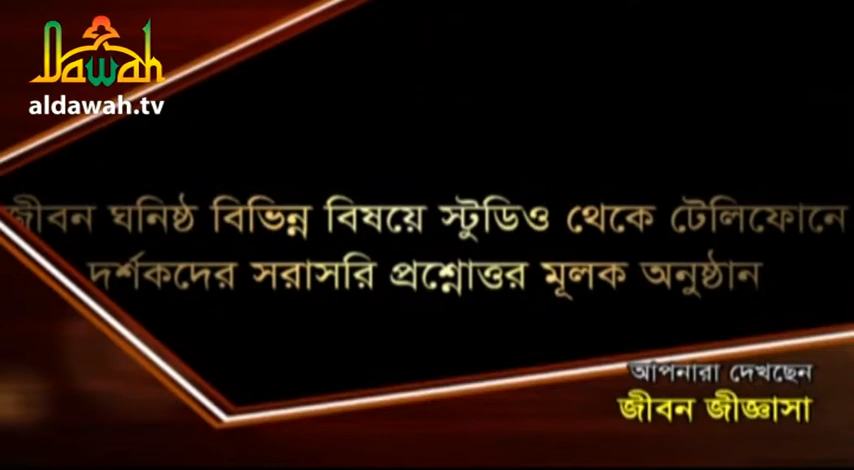 Dawah
aldawah.tv
জীবন ঘনিষ্ঠ বিভিন্ন বিষয়ে স্টুডিও থেকে টেলিফোনে
দর্শকদের সরাসরি প্রশ্নোত্তর মূলক অনুষ্ঠান
আপনারা দেখছেন
জীবন জীজ্ঞাসা